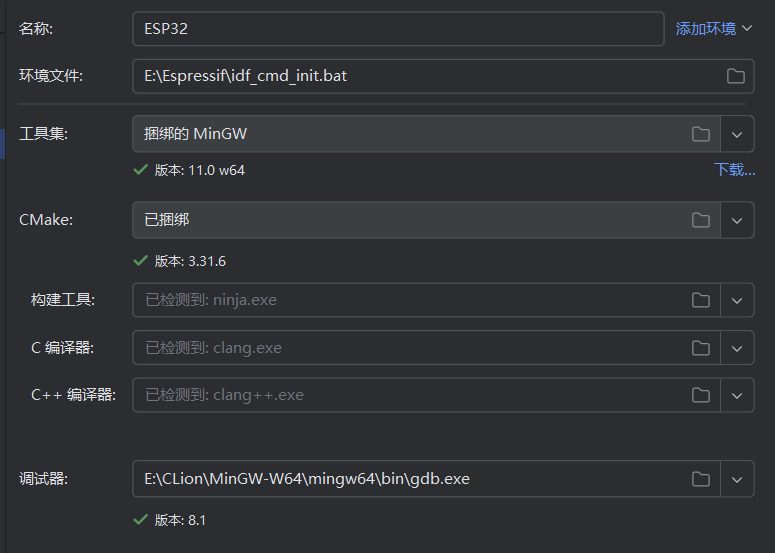 名称: ESP32 添加环境
环境文件: E:\Espressif\idf_cmd_init.bat
工具集: 捆绑的 MinGW
版本: 11.0 w64 下载...
CMake: 已捆绑
版本: 3.31.6
构建工具: 已检测到: ninja.exe
C 编译器: 已检测到: clang.exe
C++ 编译器: 已检测到: clang++.exe
调试器: E:\CLion\MinGW-W64\mingw64\bin\gdb.exe
版本: 8.1